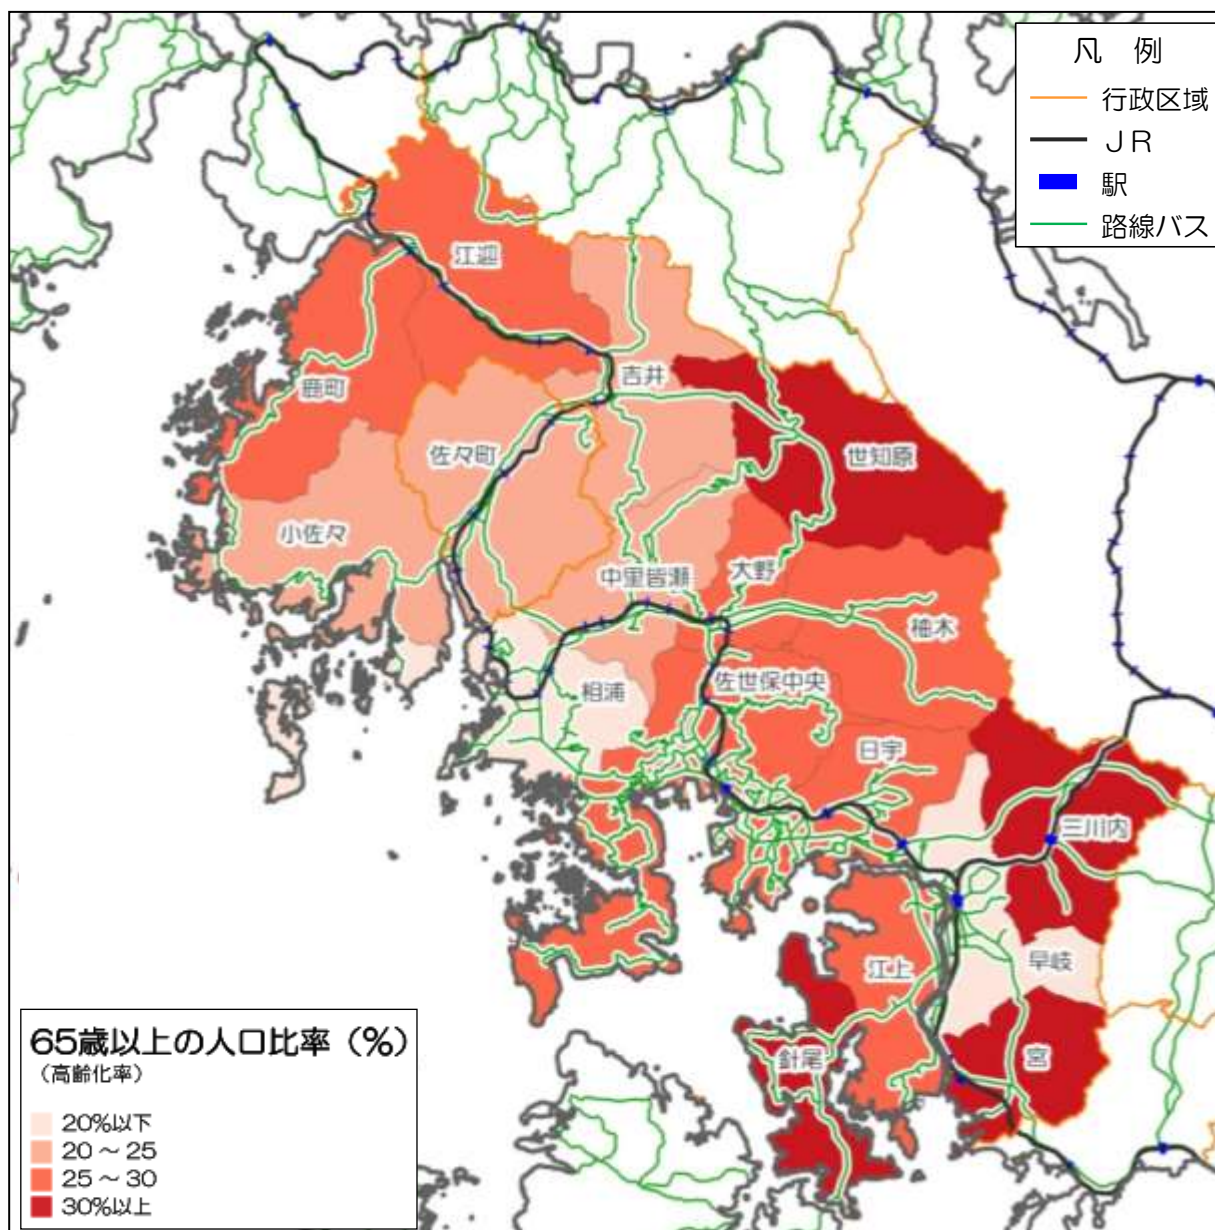 凡 例
行政区域
ＪＲ
駅
路線バス
江迎
鹿町
吉井
佐々町
世知原
小佐々
中里皆瀬
大野
柚木
相浦
佐世保中央
日宇
三川内
早岐
江上
針尾
宮
65歳以上の人口比率（%）
（高齢化率）
20%以下
20～25
25～30
30%以上